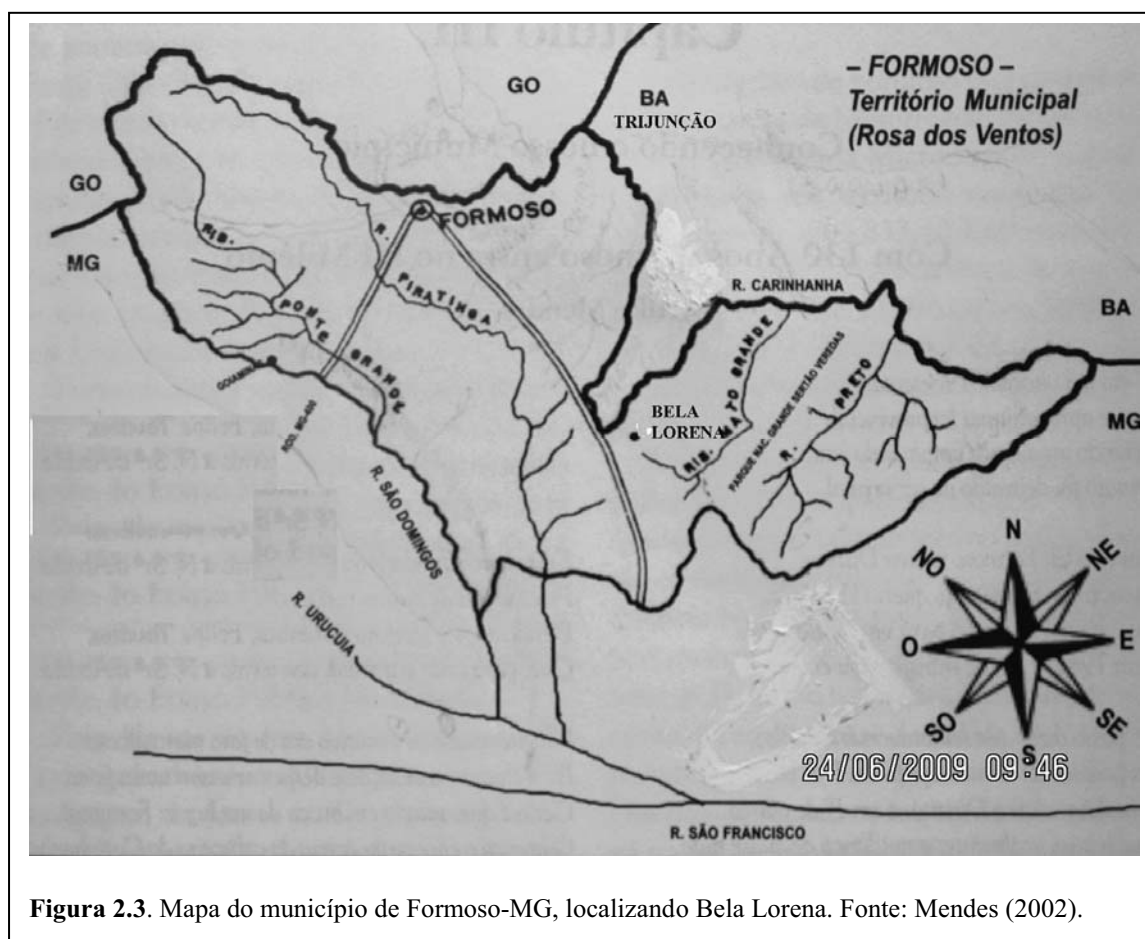 – FORMOSO –
Território Municipal
(Rosa dos Ventos)
GO
BA
TRIJUNÇÃO
GO
MG
FORMOSO
RIB.
PONTE GRANDE
R.
PIRATINGA
R. CARINHANHA
BA
MG
BELA
LORENA
RIB. MATO GRANDE
PARQUE NAC. GRANDE SERTÃO VEREDAS
R. PRETO
R. SÃO DOMINGOS
R. URUCUIA
R. SÃO FRANCISCO
N
NE
E
SE
S
SO
O
NO
24/06/2009 09:46
Figura 2.3. Mapa do município de Formoso-MG, localizando Bela Lorena. Fonte: Mendes (2002).